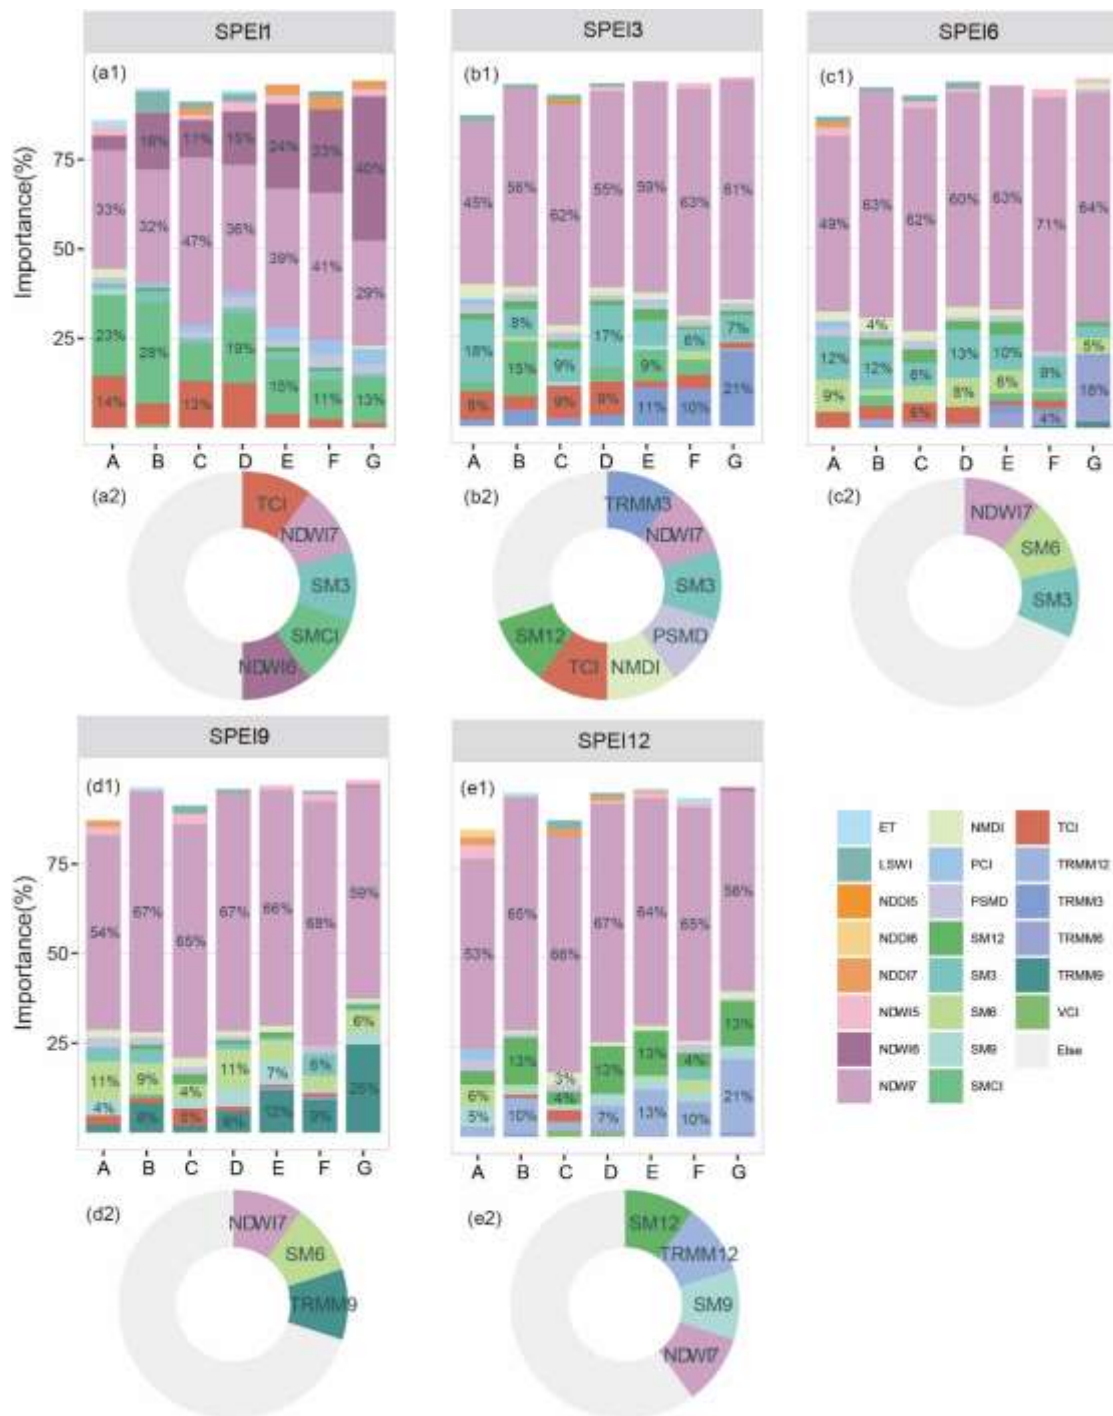 SPEI1 SPEI3 SPEI6
(a1) (b1) (c1)
Importance(%)
75
50
25
33% 23% 14%
16% 32% 28%
11% 47% 13%
15% 36% 19%
24% 39% 15%
23% 41% 11%
40% 29% 13%
45% 18% 8%
56% 8% 15%
62% 9% 9%
55% 17% 9%
59% 9% 11%
63% 6% 10%
61% 7% 21%
49% 12% 9%
63% 4% 12%
62% 6% 6%
60% 13% 8%
63% 10% 6%
71% 9% 4%
64% 5% 18%
A B C D E F G
A B C D E F G
A B C D E F G
(a2)
TCI
NDWI7
SM3
SMCI
NDWI6
(b2)
TRMM3
NDWI7
SM3
PSMD
NMDI
TCI
SM12
(c2)
NDWI7
SM6
SM3
SPEI9 SPEI12
(d1) (e1)
Importance(%)
75
50
25
54% 11% 4%
67% 9% 8%
65% 4% 5%
67% 11% 6%
66% 7% 12%
68% 6% 9%
59% 6% 25%
53% 6% 5%
65% 13% 10%
66% 3% 4%
67% 13% 7%
64% 13% 13%
65% 4% 10%
56% 13% 21%
A B C D E F G
A B C D E F G
ET NMDI TCI
LSWI PCI TRMM12
NDDI5 PSMD TRMM3
NDDI6 SM12 TRMM6
NDDI7 SM3 TRMM9
NDWI5 SM6 VCI
NDWI6 SM9 Else
NDWI7 SMCI
(d2)
NDWI7
SM6
TRMM9
(e2)
SM12
TRMM12
SM9
NDWI7